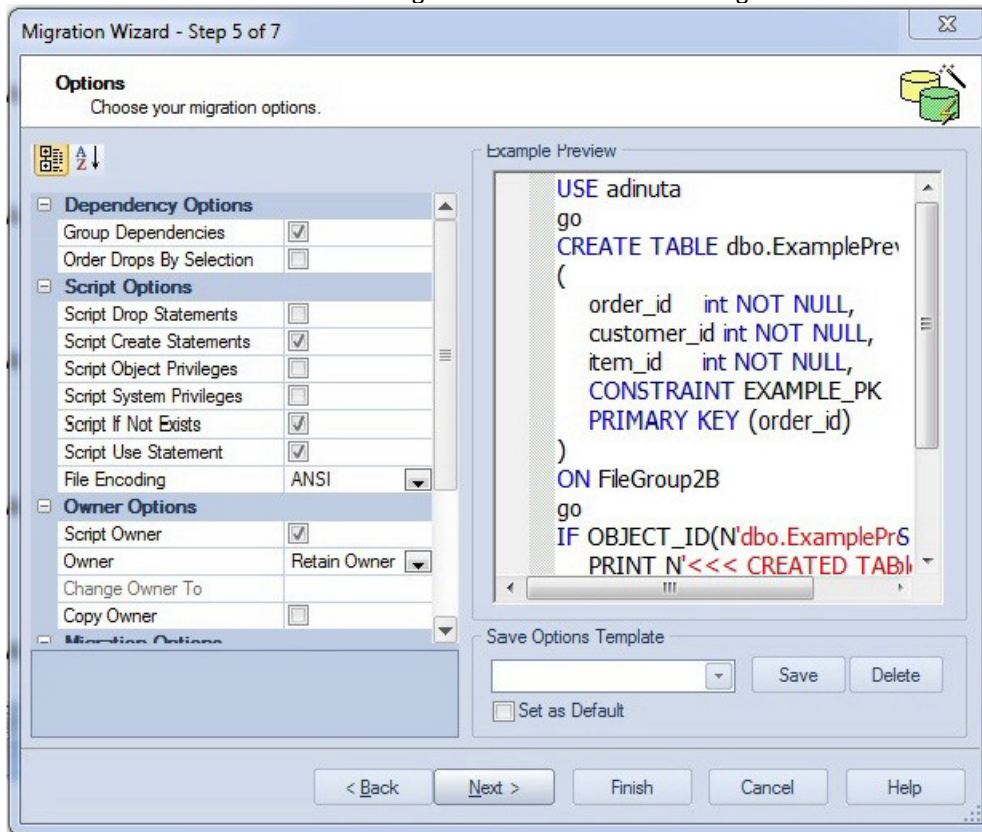 Migration Wizard - Step 5 of 7
Options
Choose your migration options.
Dependency Options
Group Dependencies
Order Drops By Selection
Script Options
Script Drop Statements
Script Create Statements
Script Object Privileges
Script System Privileges
Script If Not Exists
Script Use Statement
File Encoding ANSI
Owner Options
Script Owner
Owner Retain Owner
Change Owner To
Copy Owner
Migration Options
Example Preview
USE adinuta
go
CREATE TABLE dbo.ExamplePrev
(
order_id int NOT NULL,
customer_id int NOT NULL,
item_id int NOT NULL,
CONSTRAINT EXAMPLE_PK
PRIMARY KEY (order_id)
)
ON FileGroup2B
go
IF OBJECT_ID(N'dbo.ExamplePr
PRINT N'<<< CREATED TAB
Save Options Template
Save Delete
Set as Default
< Back Next > Finish Cancel Help